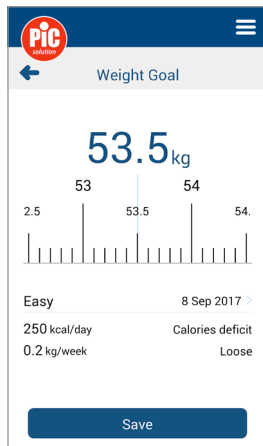 PiC
solution
Weight Goal
53.5kg
53 54
2.5 53.5 54.
Easy 8 Sep 2017
250 kcal/day Calories deficit
0.2 kg/week Loose
Save